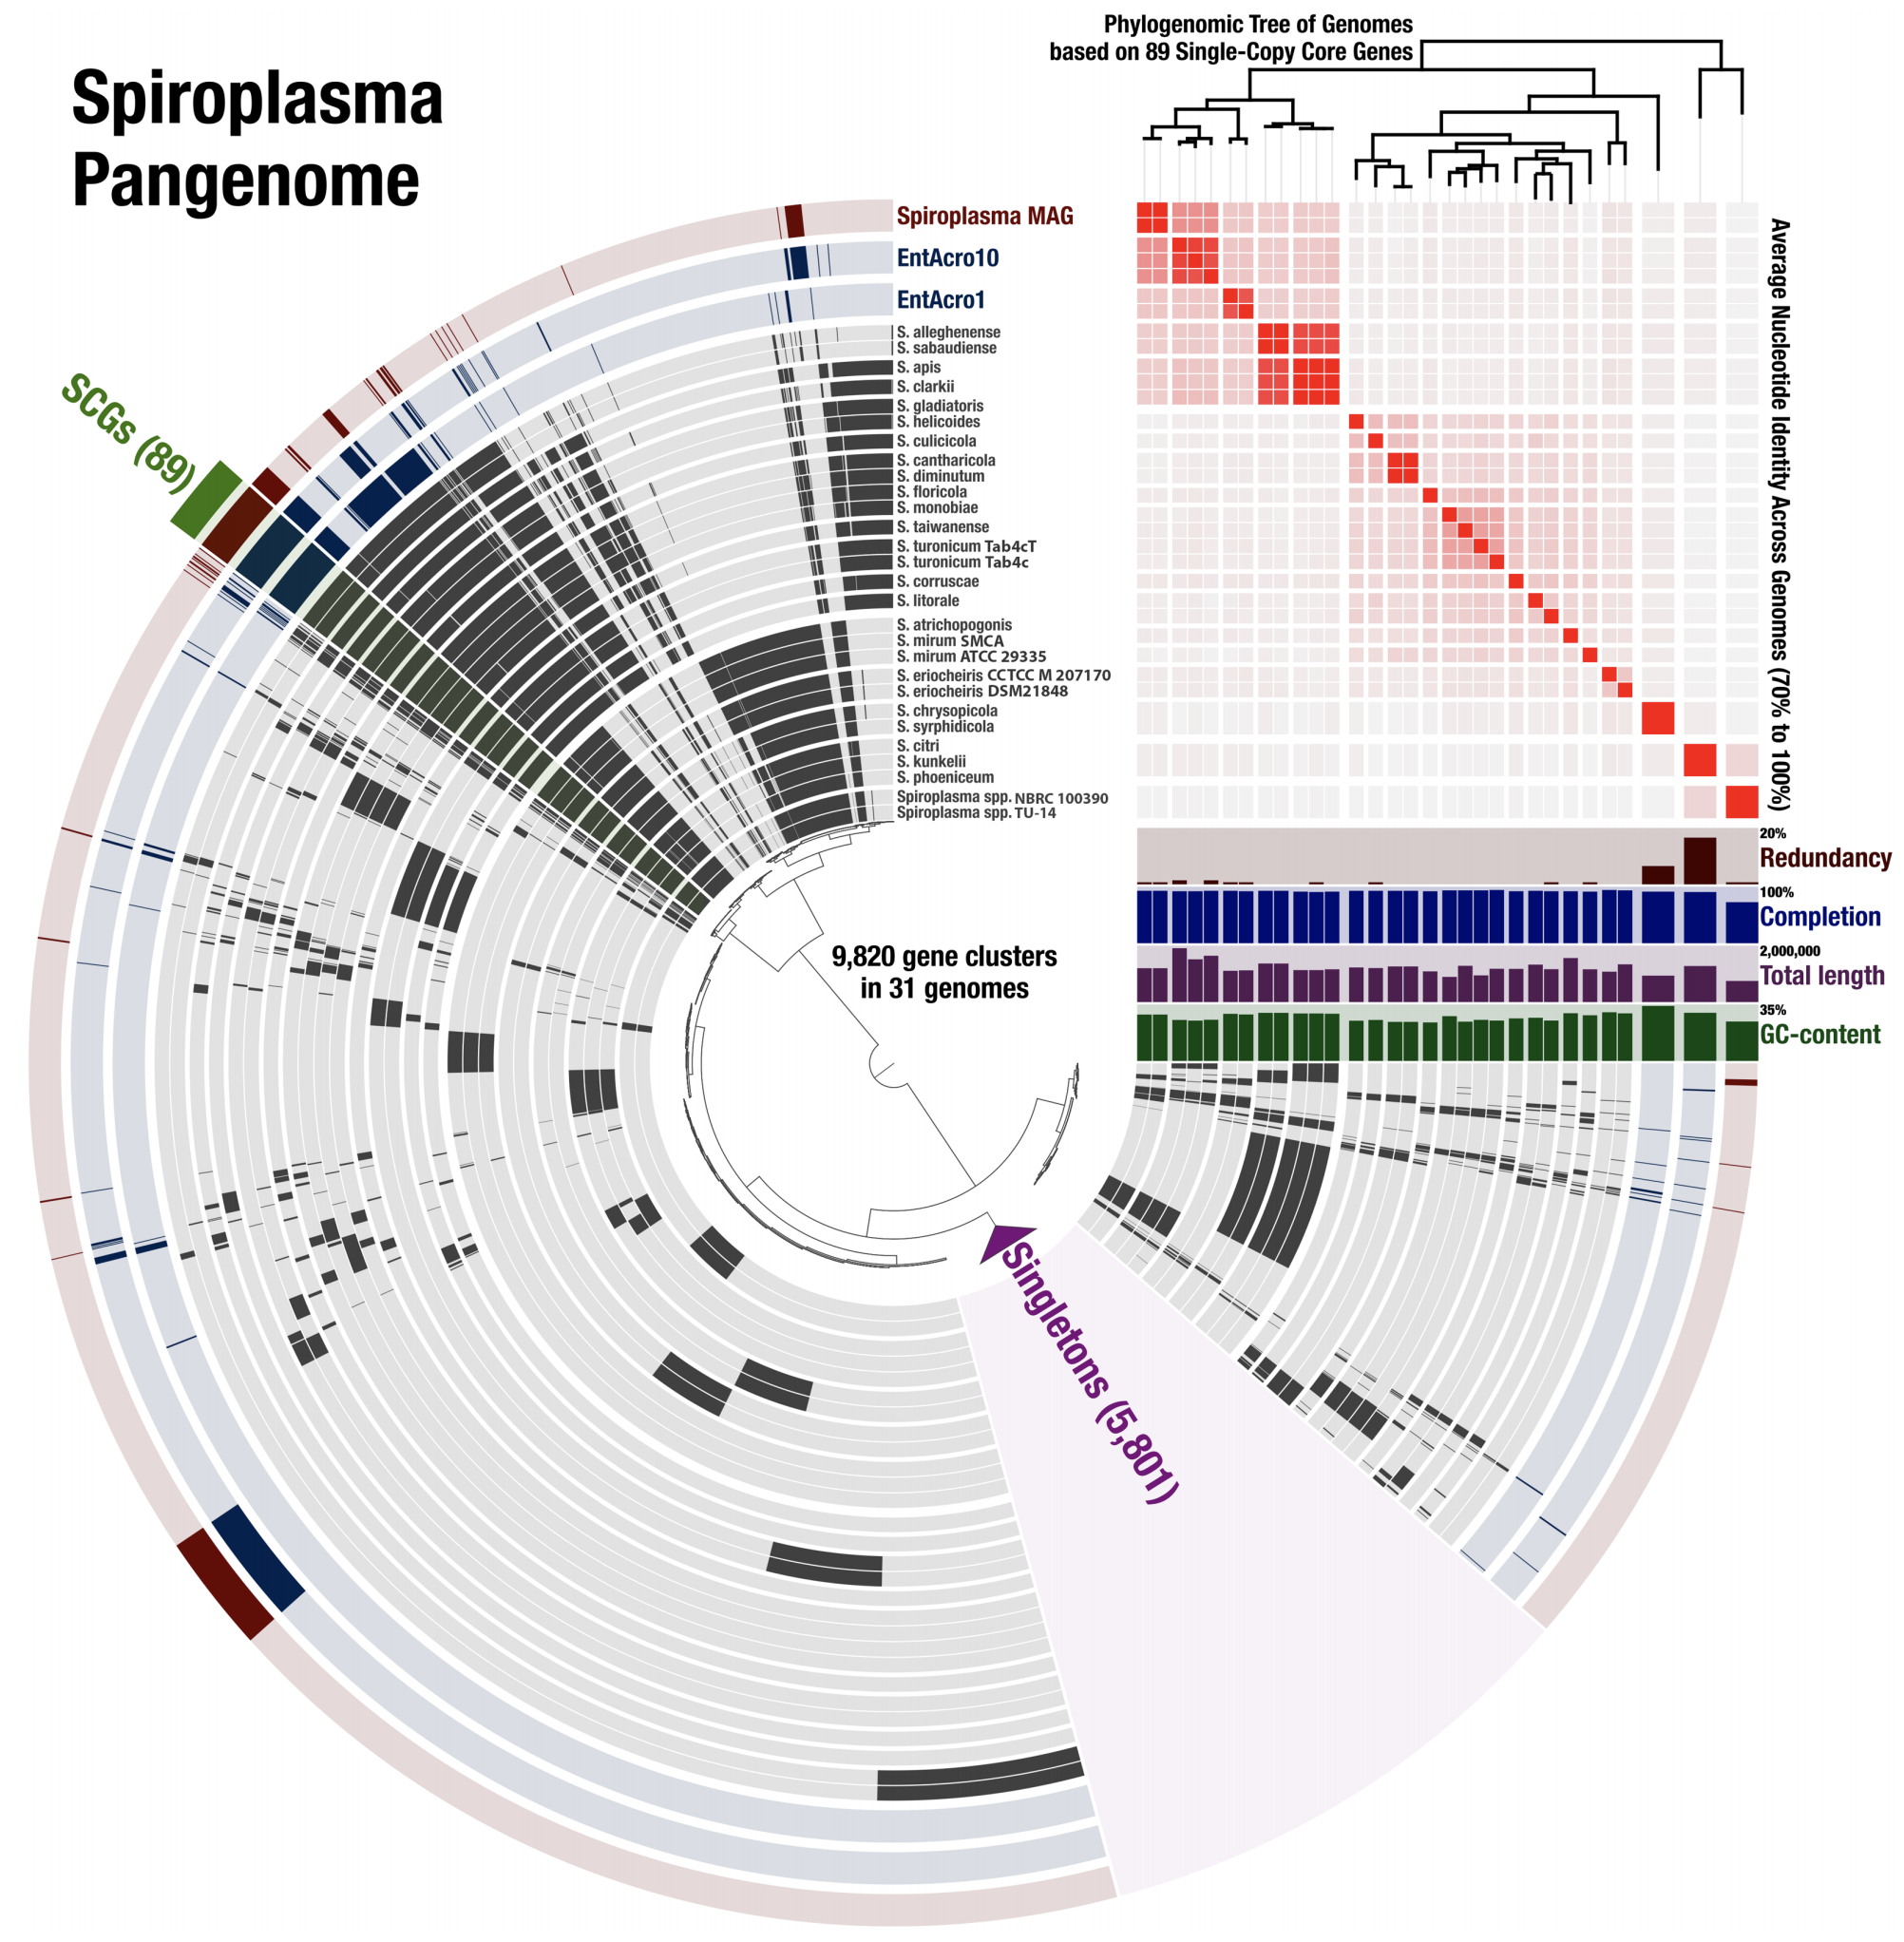 Spiroplasma
Pangenome
Phylogenomic Tree of Genomes
based on 89 Single-Copy Core Genes
Spiroplasma MAG
EntAcro10
EntAcro1
S. alleghenense
S. sabaudiense
S. apis
S. clarkii
S. gladiatoris
S. helicoides
S. culicicola
S. cantharicola
S. diminutum
S. floricola
S. monobiae
S. taiwanense
S. turonicum Tab4cT
S. turonicum Tab4c
S. corruscae
S. litorale
S. atrichopogonis
S. mirum SMCA
S. mirum ATCC 29335
S. eriocheiris CCTCC M 207170
S. eriocheiris DSM21848
S. chrysopicola
S. syrphidicola
S. citri
S. kunkelii
S. phoeniceum
Spiroplasma spp. NBRC 100390
Spiroplasma spp. TU-14
SCGs (89)
Average Nucleotide Identity Across Genomes (70% to 100%)
20%
Redundancy
100%
Completion
2,000,000
Total length
35%
GC-content
9,820 gene clusters
in 31 genomes
Singletons (5,801)